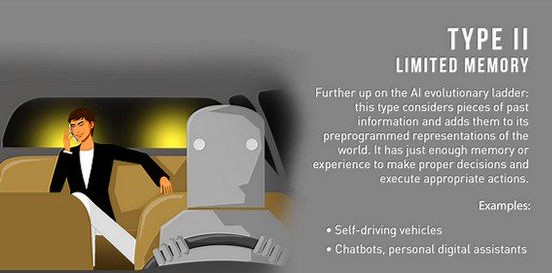 TYPE II
LIMITED MEMORY
Further up on the AI evolutionary ladder:
this type considers pieces of past
information and adds them to its
preprogrammed representations of the
world. It has just enough memory or
experience to make proper decisions and
execute appropriate actions.
Examples:
• Self-driving vehicles
• Chatbots, personal digital assistants